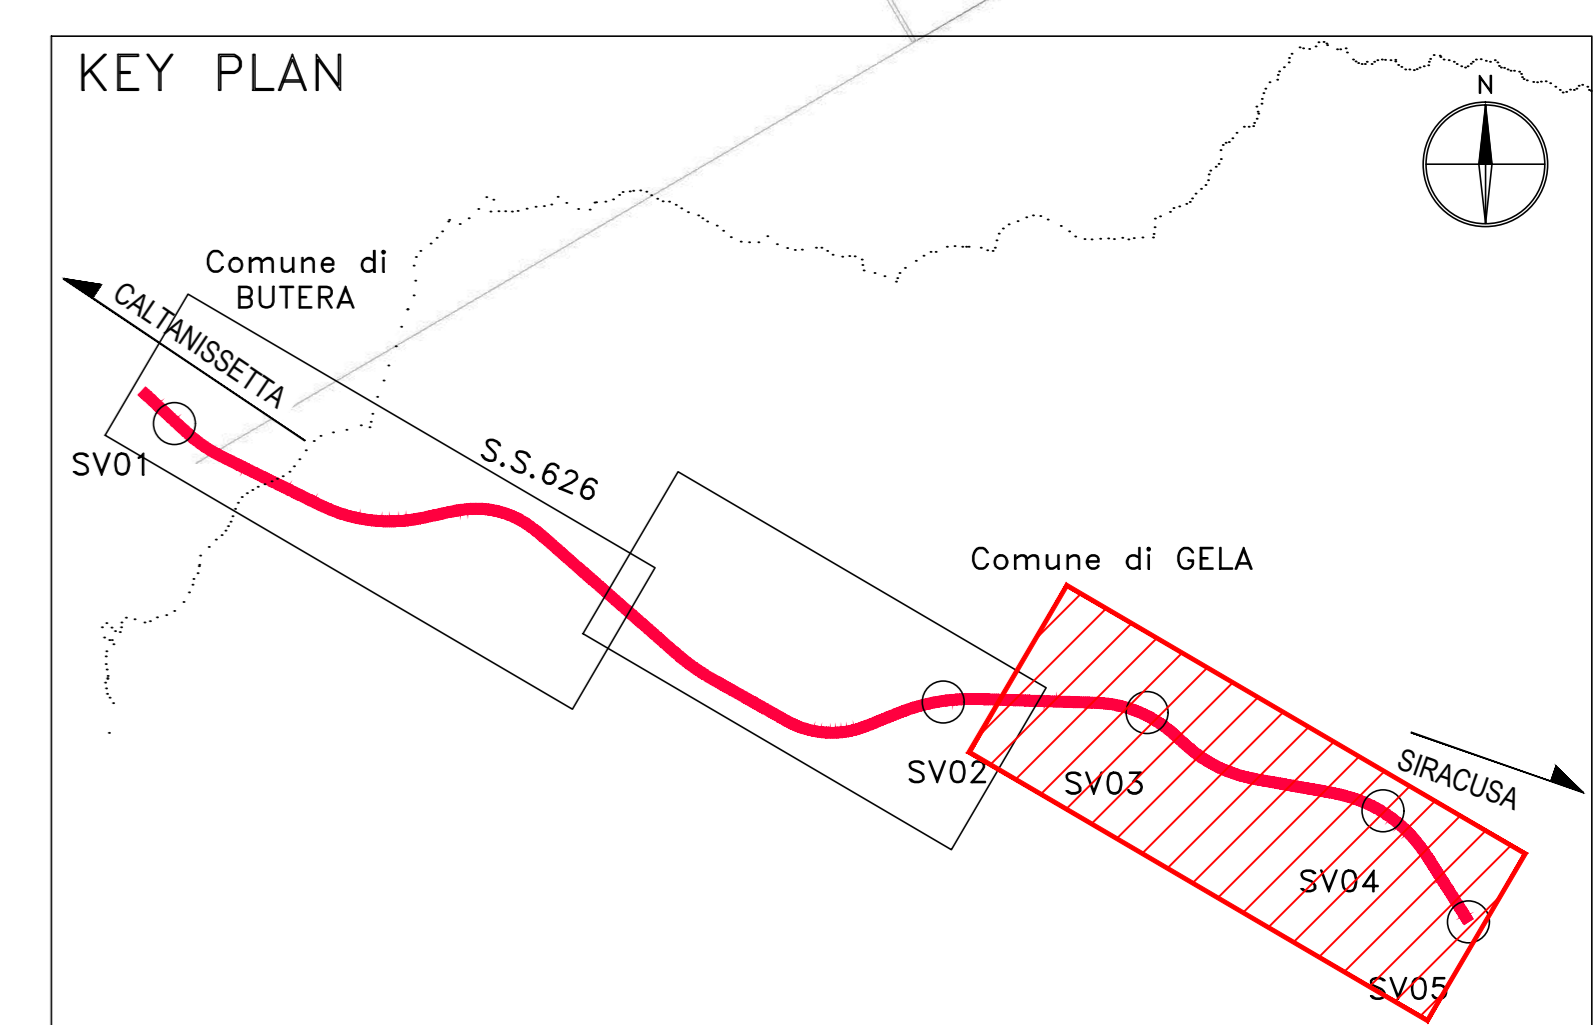 KEY PLAN
N
Comune di
BUTERA
CALTANISSETTA
SV01
S.S.626
Comune di GELA
SV02
SV03
SIRACUSA
SV04
SV05